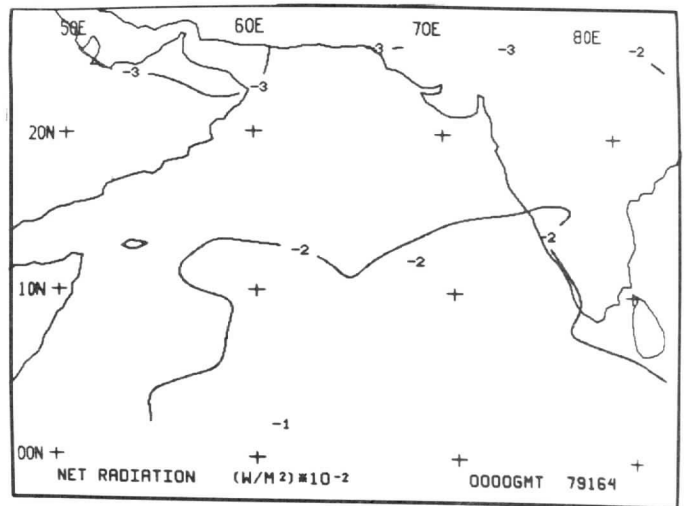 50E 60E 70E 80E
-3 -3 -3 -2
-3
20N
-2
-2 -2
10N
-1
00N
NET RADIATION (W/M²)*10⁻² 0000GMT 79164